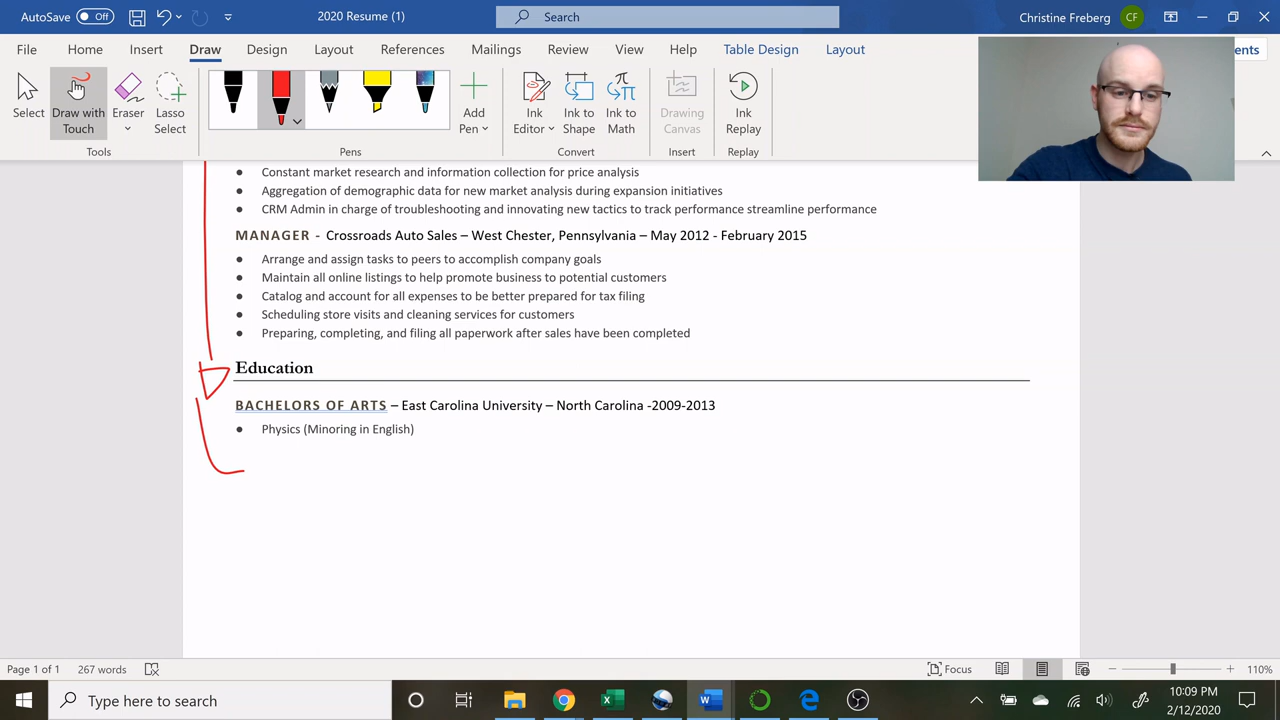 AutoSave Off 2020 Resume (1) Search Christine Freberg CF
File Home Insert Draw Design Layout References Mailings Review View Help Table Design Layout ents
Select Draw with Touch Eraser Lasso Select Add Pen Ink Editor Ink to Shape Ink to Math Drawing Canvas Ink Replay
Tools Pens Convert Insert Replay
● Constant market research and information collection for price analysis
● Aggregation of demographic data for new market analysis during expansion initiatives
● CRM Admin in charge of troubleshooting and innovating new tactics to track performance streamline performance
MANAGER - Crossroads Auto Sales – West Chester, Pennsylvania – May 2012 - February 2015
● Arrange and assign tasks to peers to accomplish company goals
● Maintain all online listings to help promote business to potential customers
● Catalog and account for all expenses to be better prepared for tax filing
● Scheduling store visits and cleaning services for customers
● Preparing, completing, and filing all paperwork after sales have been completed
Education
BACHELORS OF ARTS – East Carolina University – North Carolina -2009-2013
● Physics (Minoring in English)
Page 1 of 1 267 words Focus 110%
Type here to search 10:09 PM
2/12/2020